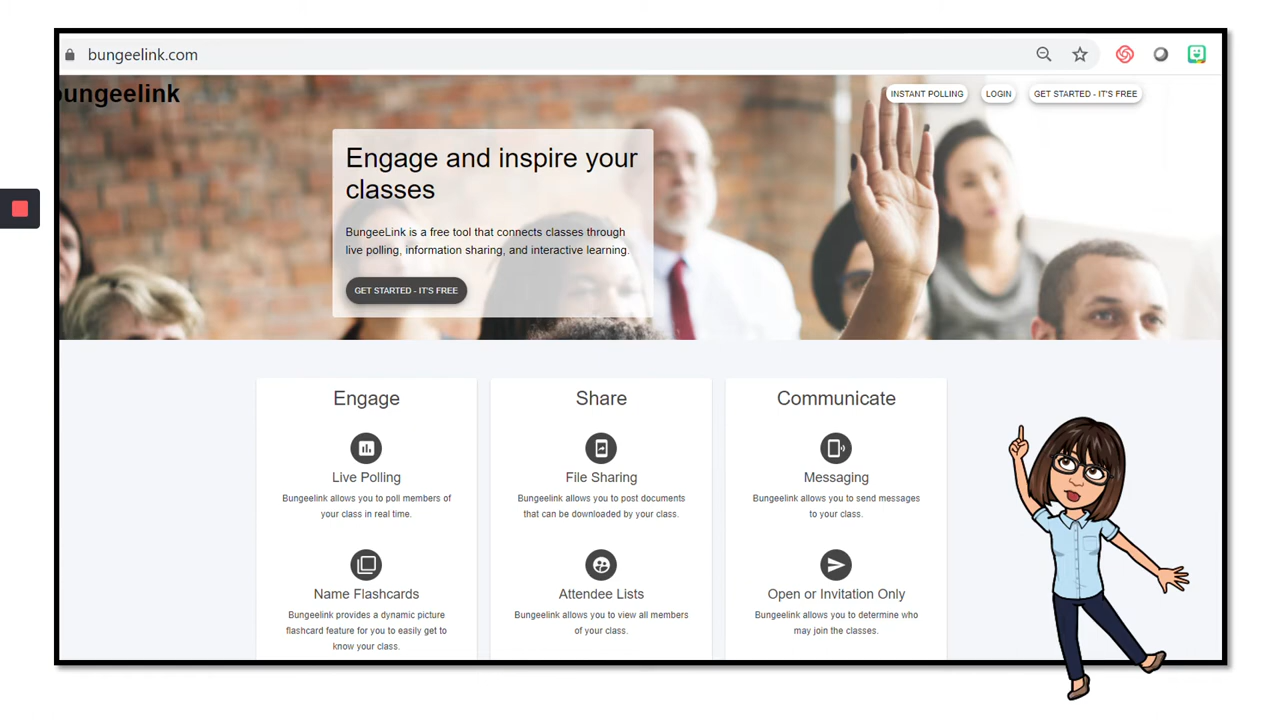 bungeelink.com
bungeelink
INSTANT POLLING
LOGIN
GET STARTED - IT'S FREE
Engage and inspire your
classes
BungeeLink is a free tool that connects classes through
live polling, information sharing, and interactive learning.
GET STARTED - IT'S FREE
Engage
Live Polling
Bungeelink allows you to poll members of
your class in real time.
Name Flashcards
Bungeelink provides a dynamic picture
flashcard feature for you to easily get to
know your class.
Share
File Sharing
Bungeelink allows you to post documents
that can be downloaded by your class.
Attendee Lists
Bungeelink allows you to view all members
of your class.
Communicate
Messaging
Bungeelink allows you to send messages
to your class.
Open or Invitation Only
Bungeelink allows you to determine who
may join the classes.